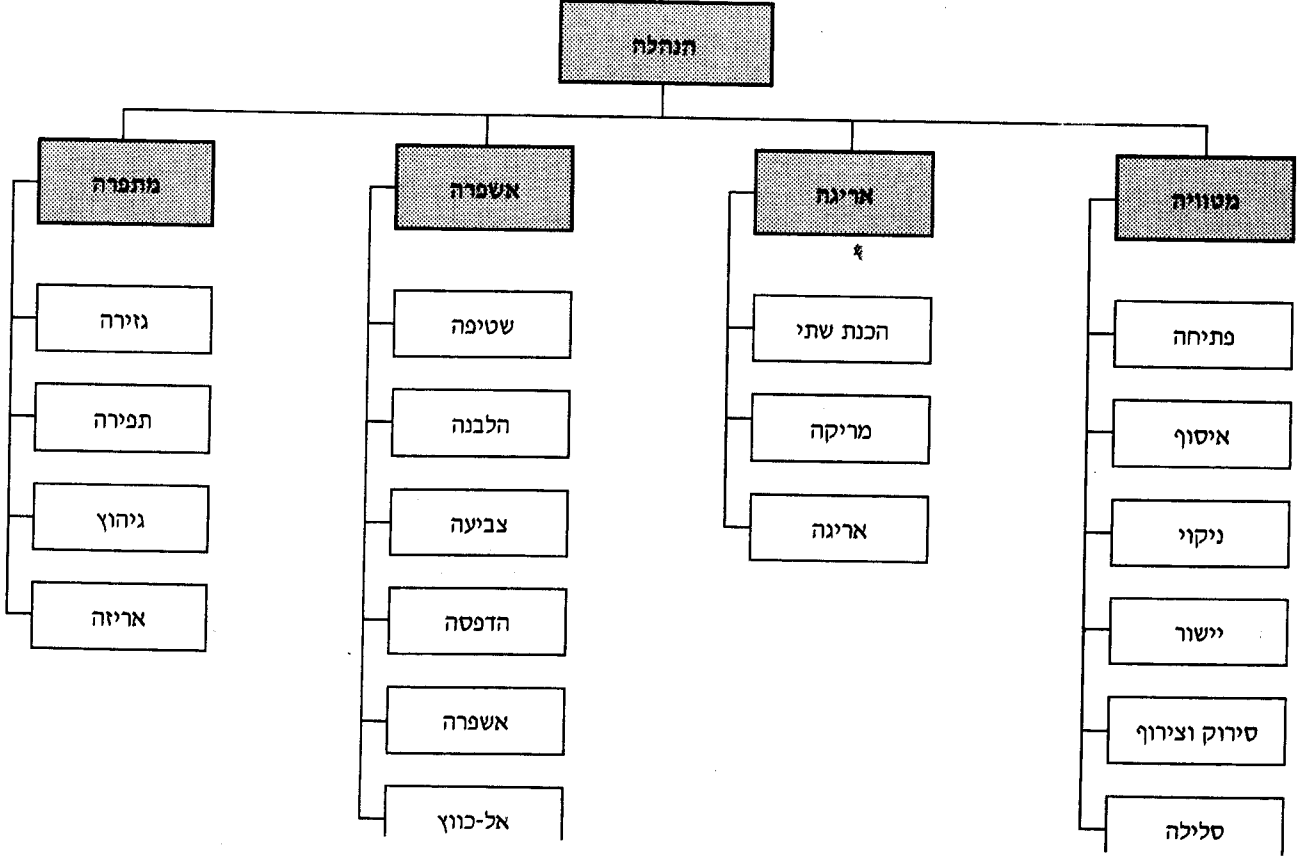 הנהלה
מטוויה
פתיחה
איסוף
ניקוי
יישור
סירוק וצירוף
סלילה
אריגה
הכנת שתי
מריקה
אריגה
אשפרה
שטיפה
הלבנה
צביעה
הדפסה
אשפרה
אל-כווץ
מתפרה
גזירה
תפירה
גיהוץ
אריזה